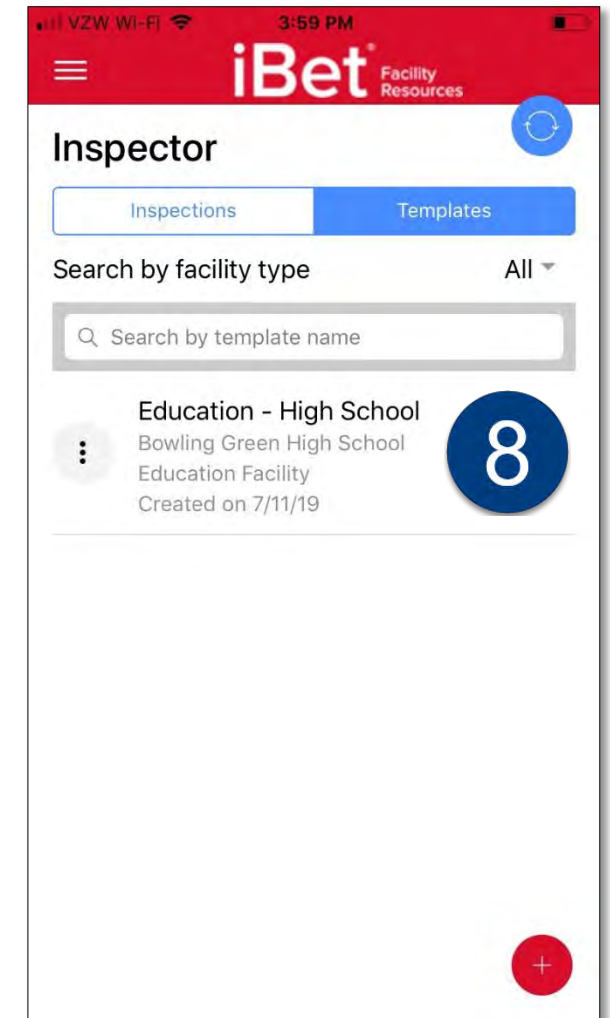 VZW Wi-Fi 3:59 PM
iBet Facility Resources
Inspector
Inspections Templates
Search by facility type All
Search by template name
Education - High School
Bowling Green High School
Education Facility
Created on 7/11/19
8
+